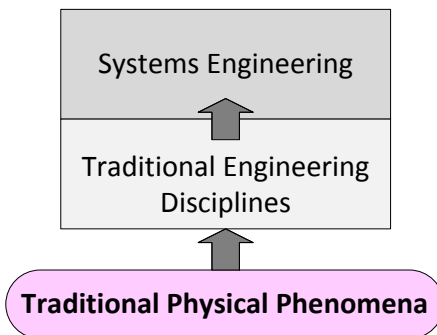 Systems Engineering
Traditional Engineering
Disciplines
Traditional Physical Phenomena